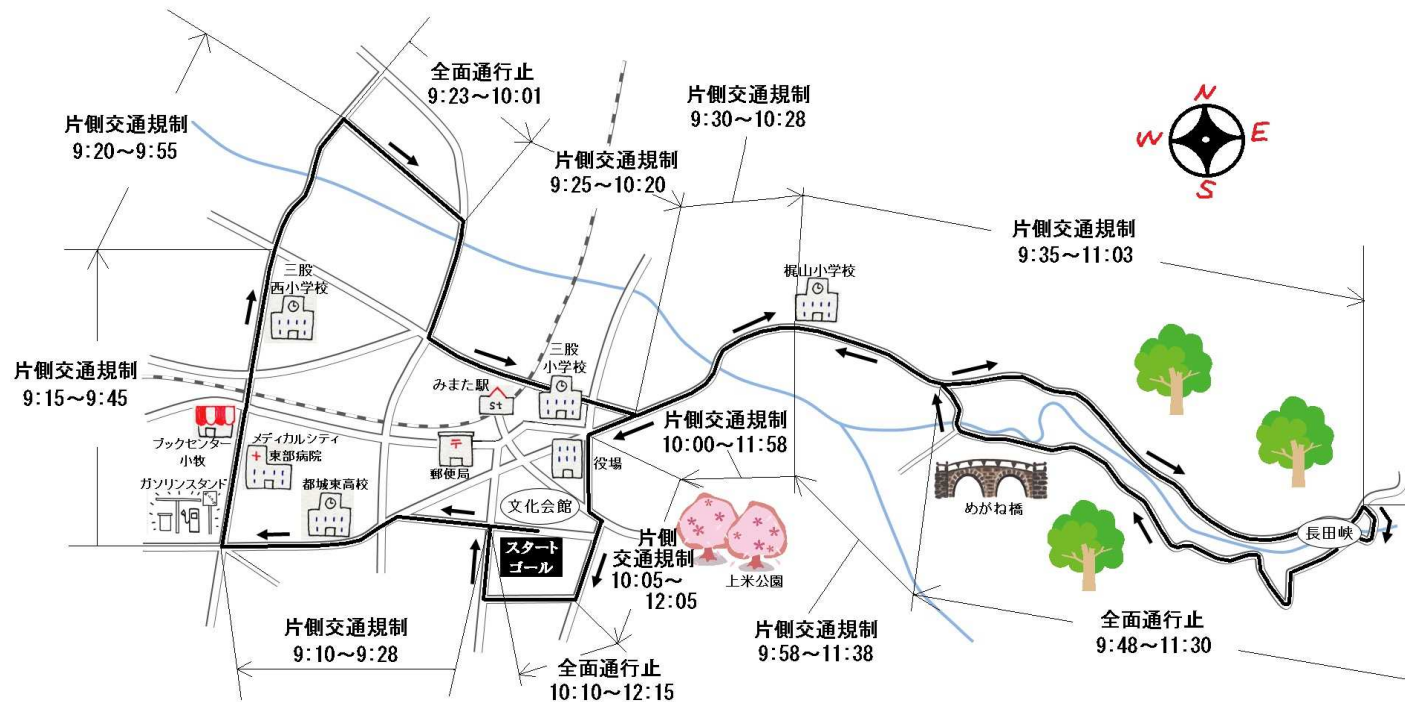 全面通行止
9:23～10:01
片側交通規制
9:30～10:28
片側交通規制
9:20～9:55
片側交通規制
9:25～10:20
N
W
E
S
片側交通規制
9:35～11:03
三股
西小学校
梶山小学校
片側交通規制
9:15～9:45
三股
小学校
みまた駅
st
片側交通規制
10:00～11:58
ブックセンター
小牧
メディカルシティ
東部病院
〒
郵便局
役場
ガソリンスタンド
都城東高校
文化会館
めがね橋
長田峡
スタート
ゴール
片側
交通規制
10:05～
12:05
上米公園
片側交通規制
9:10～9:28
全面通行止
10:10～12:15
片側交通規制
9:58～11:38
全面通行止
9:48～11:30